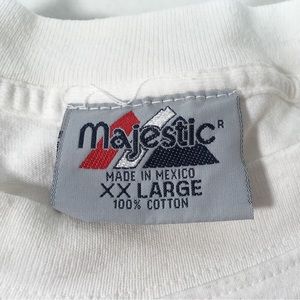 majestic®
MADE IN MEXICO
XX LARGE
100% COTTON